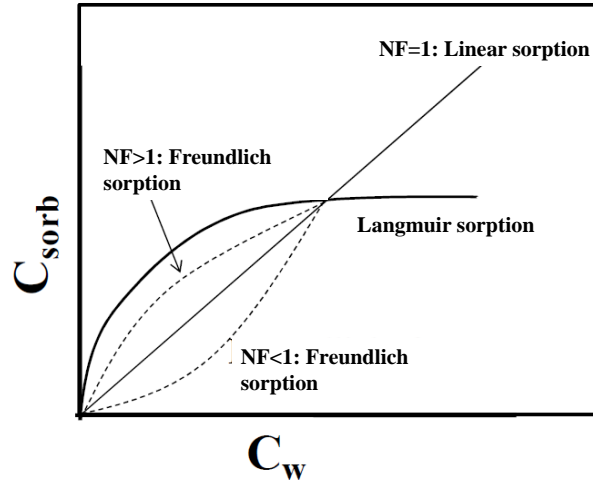 NF=1: Linear sorption
NF>1: Freundlich
sorption
Langmuir sorption
NF<1: Freundlich
sorption
Csorb
Cw